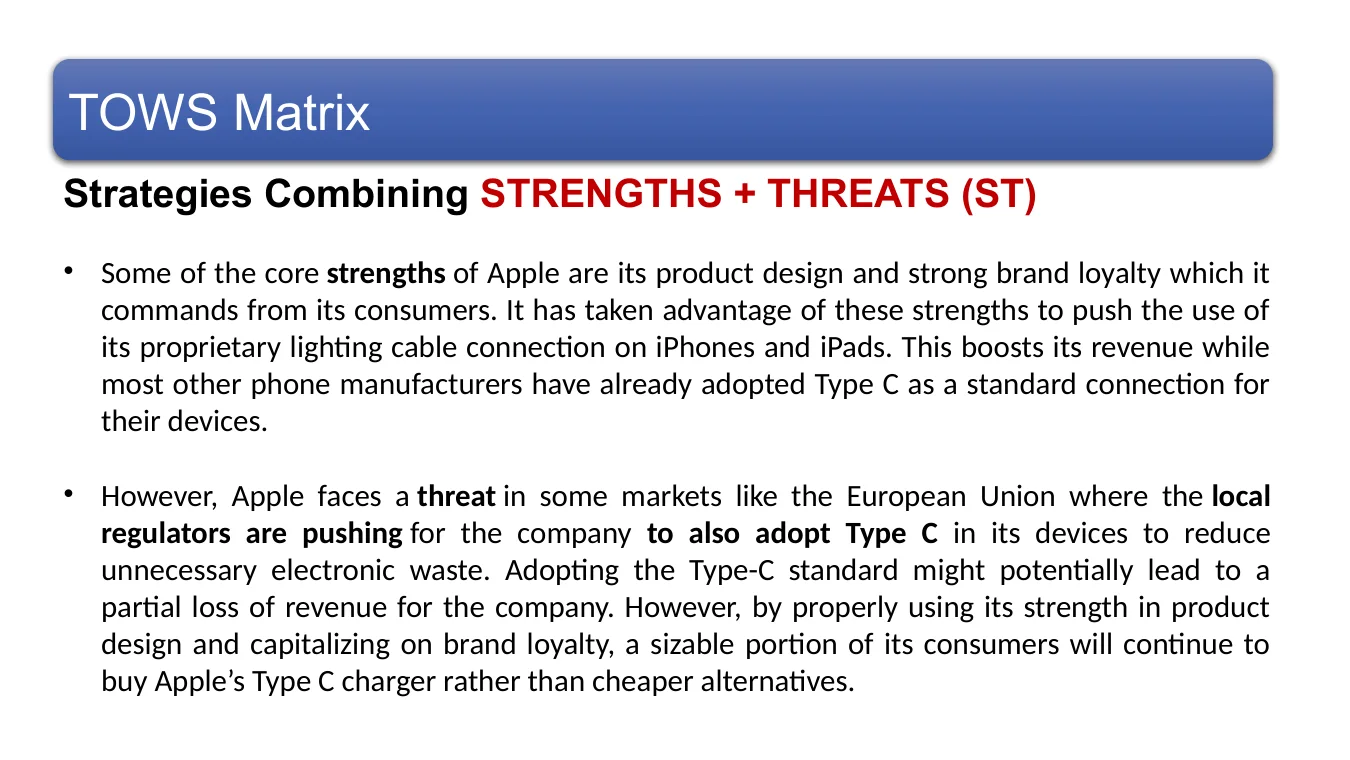 TOWS Matrix
Strategies Combining STRENGTHS + THREATS (ST)
• Some of the core strengths of Apple are its product design and strong brand loyalty which it
commands from its consumers. It has taken advantage of these strengths to push the use of
its proprietary lighting cable connection on iPhones and iPads. This boosts its revenue while
most other phone manufacturers have already adopted Type C as a standard connection for
their devices.
• However, Apple faces a threat in some markets like the European Union where the local
regulators are pushing for the company to also adopt Type C in its devices to reduce
unnecessary electronic waste. Adopting the Type-C standard might potentially lead to a
partial loss of revenue for the company. However, by properly using its strength in product
design and capitalizing on brand loyalty, a sizable portion of its consumers will continue to
buy Apple’s Type C charger rather than cheaper alternatives.